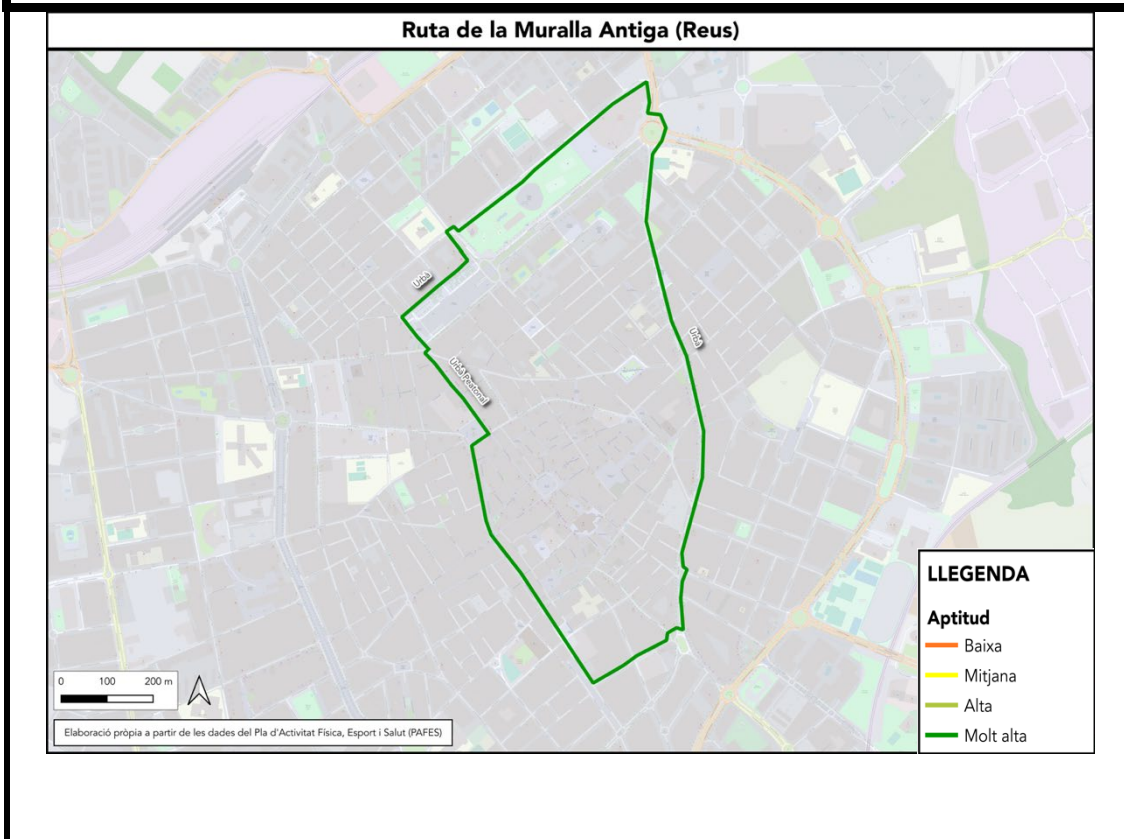 Ruta de la Muralla Antiga (Reus)
Urbà
Urbà
Urbà Peatonal
0 100 200 m
Elaboració pròpia a partir de les dades del Pla d'Activitat Física, Esport i Salut (PAFES)
LLEGENDA
Aptitud
Baixa
Mitjana
Alta
Molt alta